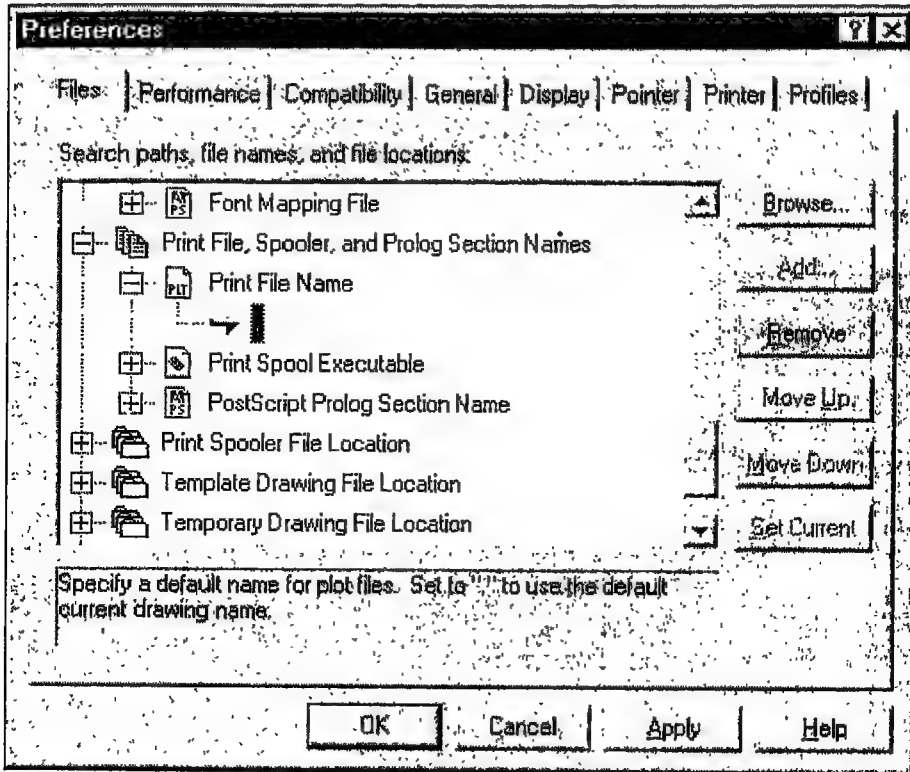 Preferences
Files Performance Compatibility General Display Pointer Printer Profiles
Search paths, file names, and file locations:
Font Mapping File
Browse...
Print File, Spooler, and Prolog Section Names
Add...
PLT Print File Name
Remove
Print Spool Executable
PostScript Prolog Section Name
Move Up
Print Spooler File Location
Move Down
Template Drawing File Location
Temporary Drawing File Location
Set Current
Specify a default name for plot files. Set to "." to use the default
current drawing name.
OK Cancel Apply Help